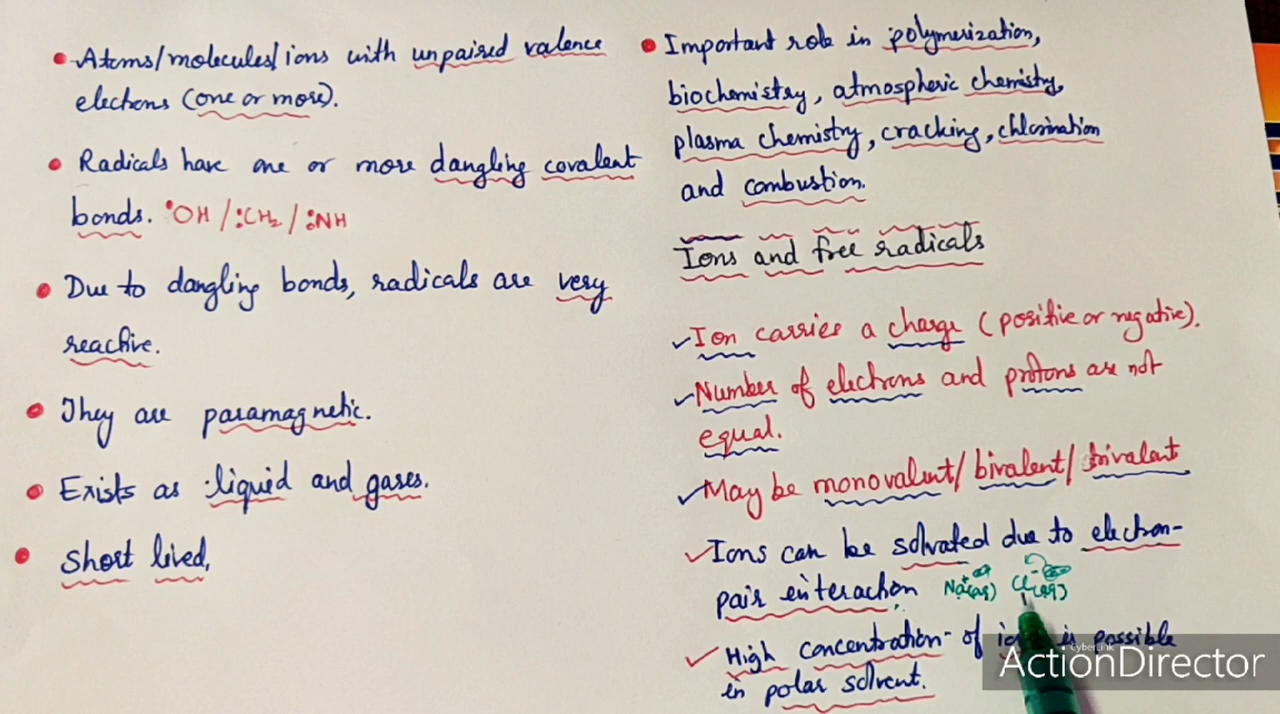 • Atoms/molecules/ions with unpaired valence
electrons (one or more).
• Radicals have one or more dangling covalent
bonds. •OH / :CH₂ / :NH
• Due to dangling bonds, radicals are very
reactive.
• They are paramagnetic.
• Exists as liquid and gases.
• Short lived,
• Important role in polymerization,
biochemistry, atmospheric chemistry,
plasma chemistry, cracking, chlorination
and combustion.
Ions and free radicals
✓Ion carries a charge (positive or negative).
✓Number of electrons and protons are not
equal.
✓May be monovalent/ bivalent/ trivalent
✓Ions can be solvated due to electron-
pair interaction Na⁺(aq) Cl⁻(aq)
✓High concentration of ions is possible
in polar solvent.
CyberLink
ActionDirector